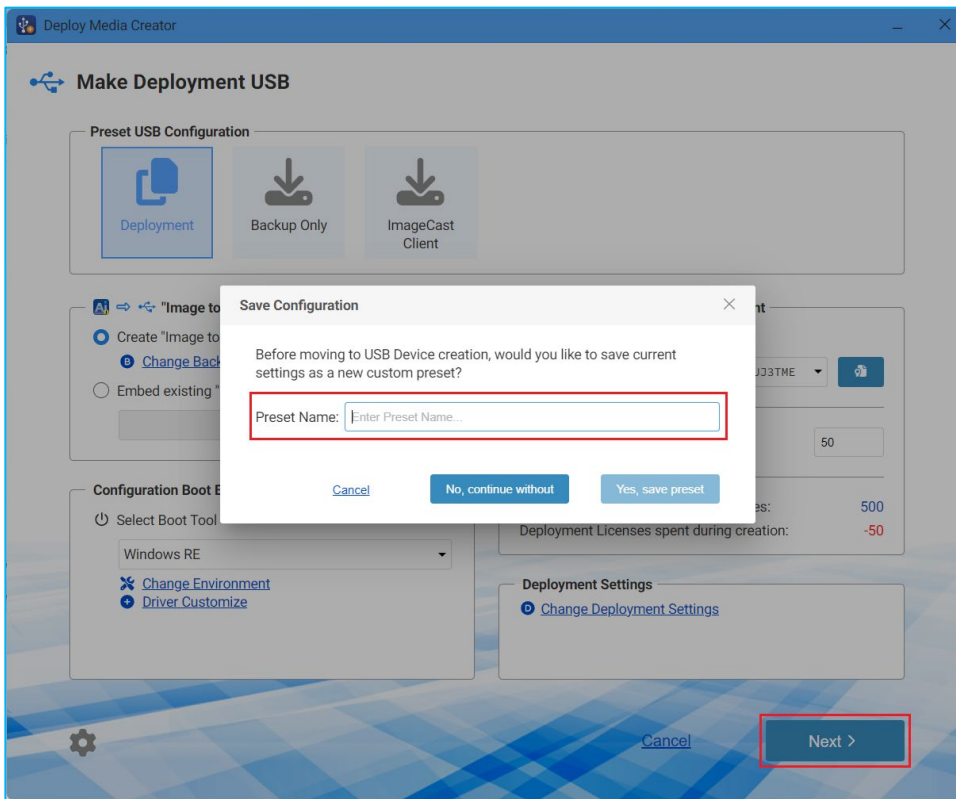 Deploy Media Creator
Make Deployment USB
Preset USB Configuration
Deployment
Backup Only
ImageCast
Client
"Image to
Create "Image to
Change Back
Embed existing "
Save Configuration
Before moving to USB Device creation, would you like to save current
settings as a new custom preset?
Preset Name: Enter Preset Name...
Cancel No, continue without Yes, save preset
nt
JJ3TME
50
es: 500
Deployment Licenses spent during creation: -50
Configuration Boot E
Select Boot Tool
Windows RE
Change Environment
Driver Customize
Deployment Settings
Change Deployment Settings
Cancel Next >